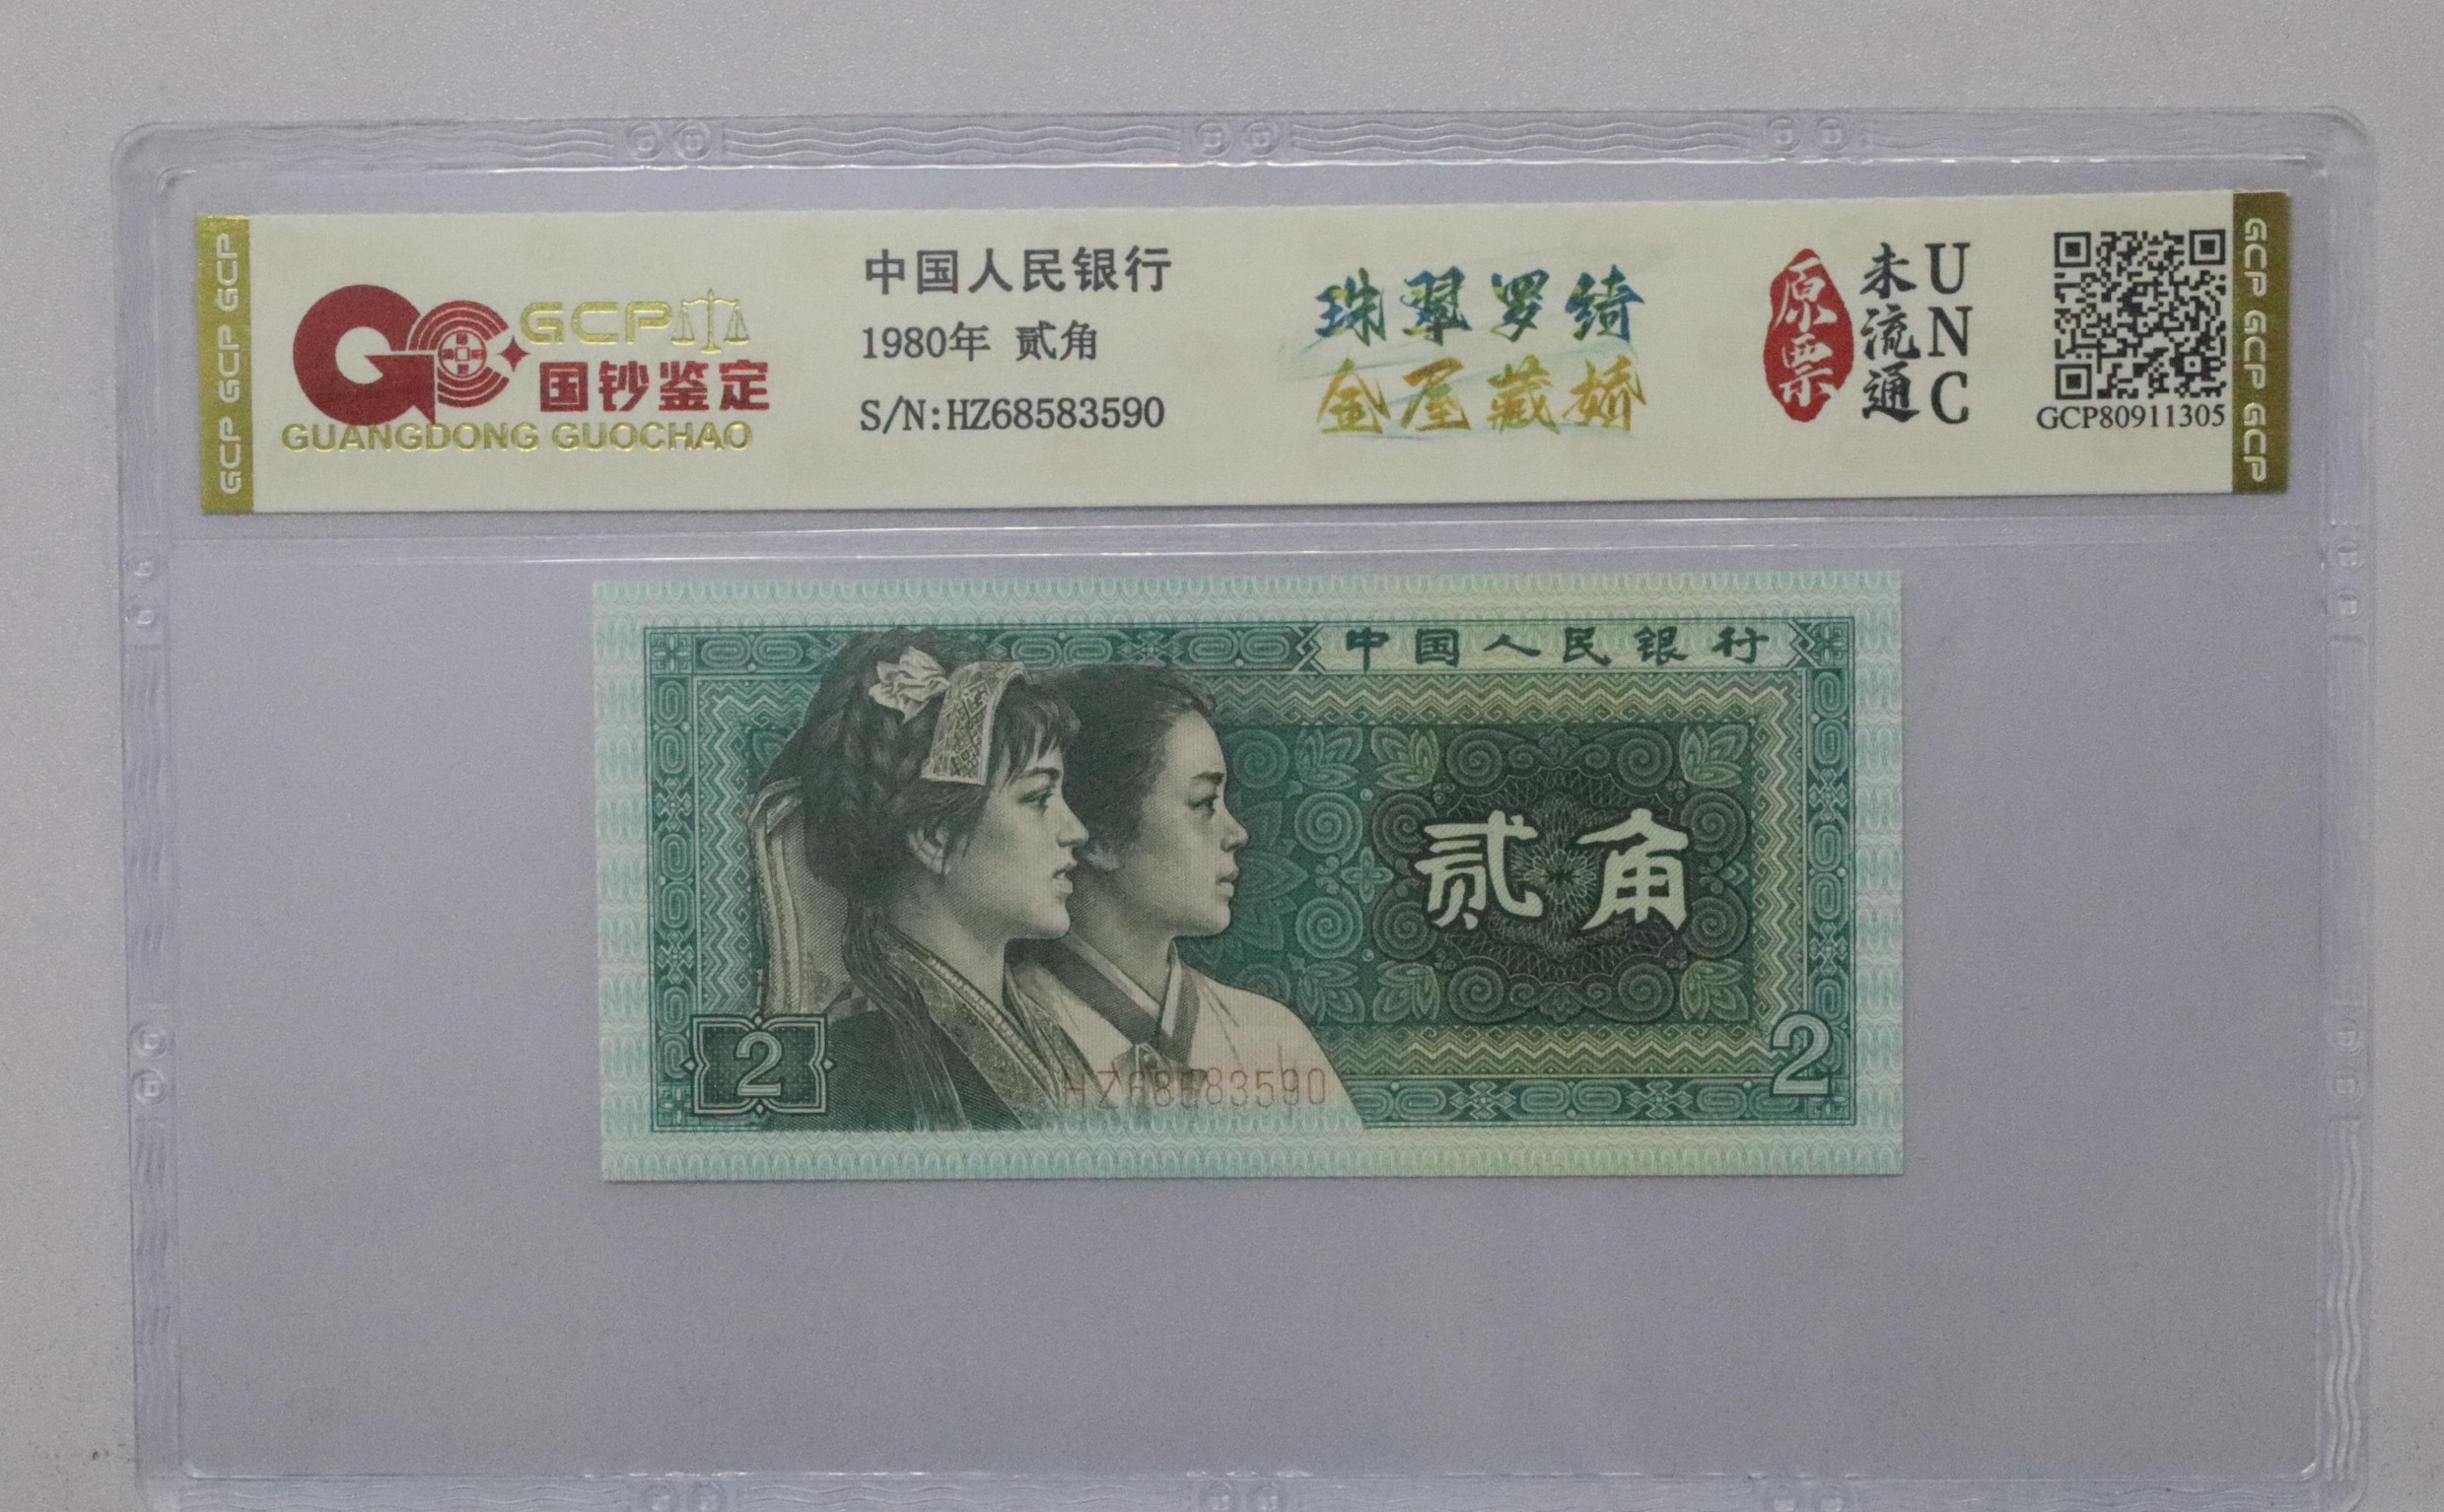 GCP GCP GCP
GCP
国钞鉴定
GUANGDONG GUOCHAO
中国人民银行
1980年 贰角
S/N:HZ68583590
珠翠罗绮
金屋藏娇
原票
未流通
UNC
GCP80911305
GCP GCP GCP
中国人民银行
贰角
2
HZ68583590
2